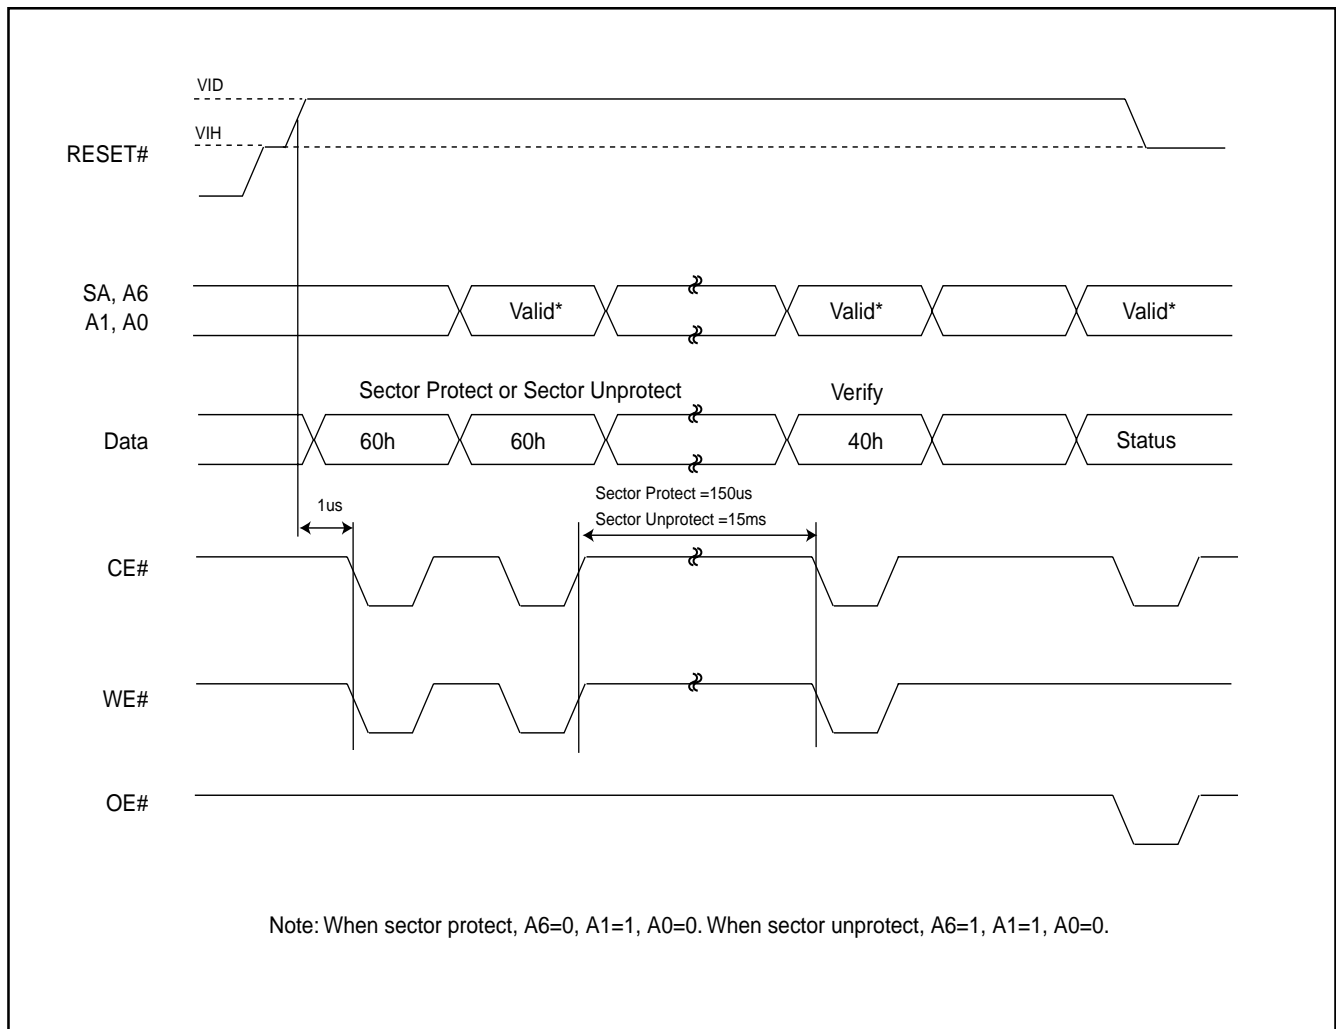 VID
VIH
RESET#
SA, A6
A1, A0
Valid*
Valid*
Valid*
Sector Protect or Sector Unprotect
Verify
Data
60h
60h
40h
Status
1us
Sector Protect =150us
Sector Unprotect =15ms
CE#
WE#
OE#
Note: When sector protect, A6=0, A1=1, A0=0. When sector unprotect, A6=1, A1=1, A0=0.